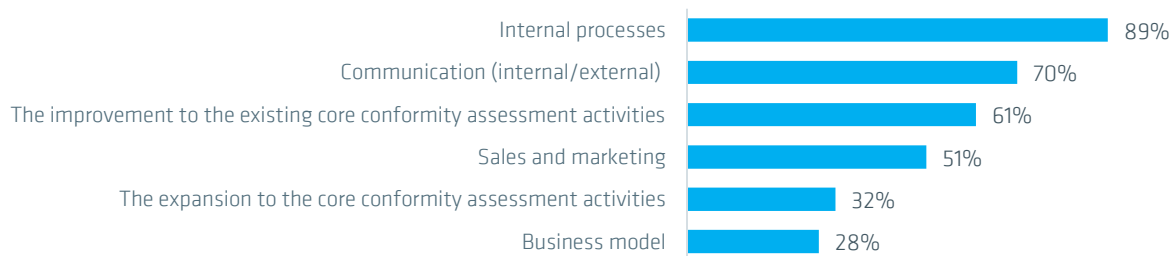 Internal processes 89%
Communication (internal/external) 70%
The improvement to the existing core conformity assessment activities 61%
Sales and marketing 51%
The expansion to the core conformity assessment activities 32%
Business model 28%